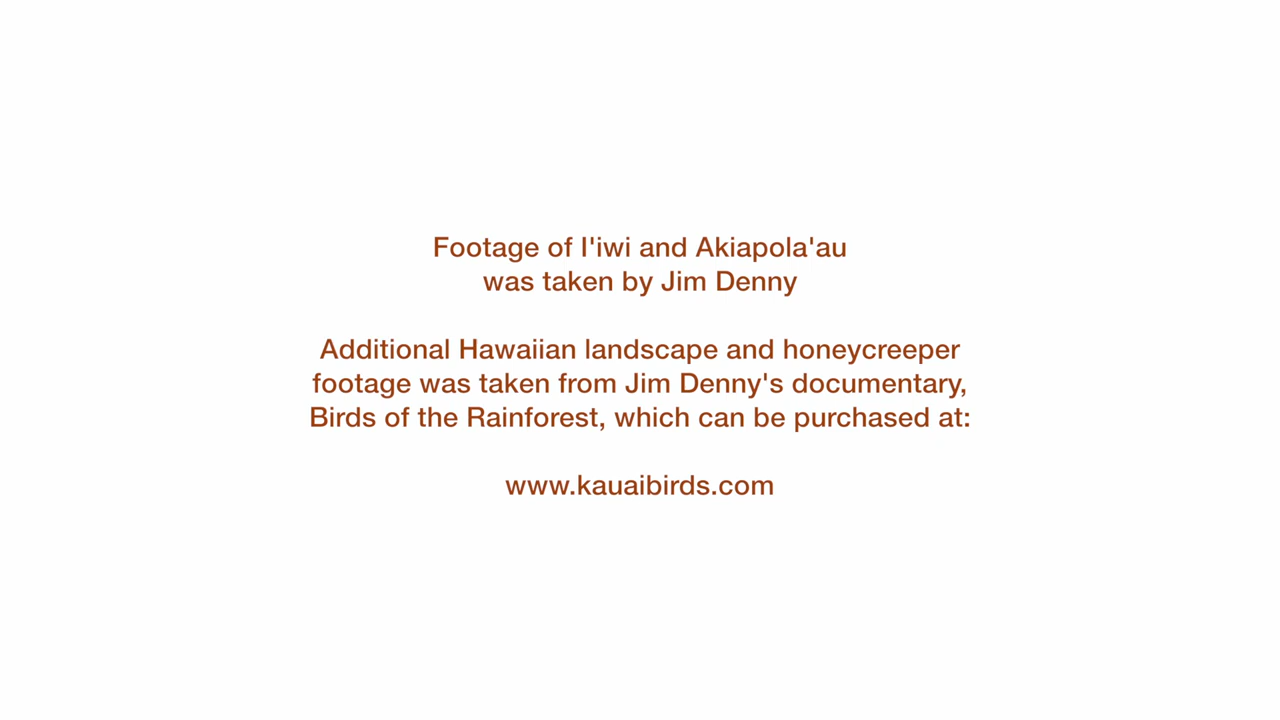 Footage of I'iwi and Akiapola'au
was taken by Jim Denny
Additional Hawaiian landscape and honeycreeper
footage was taken from Jim Denny's documentary,
Birds of the Rainforest, which can be purchased at:
www.kauaibirds.com